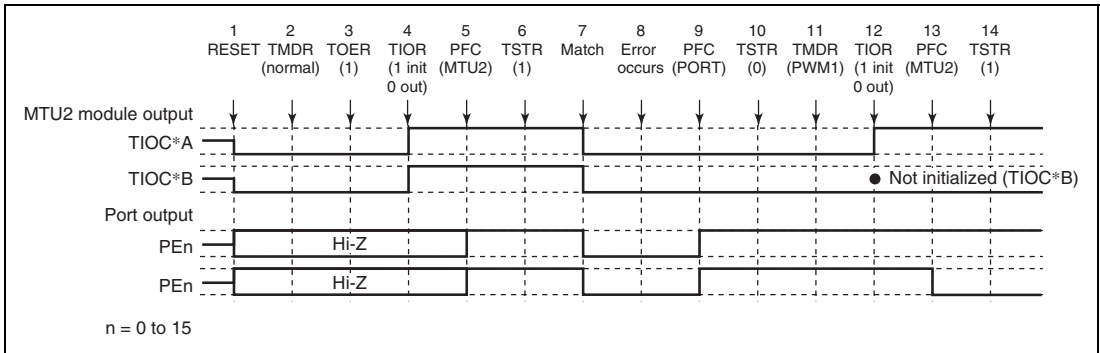 1 2 3 4 5 6 7 8 9 10 11 12 13 14
RESET TMDR TOER TIOR PFC TSTR Match Error PFC TSTR TMDR TIOR PFC TSTR
(normal) (1) (1 init (MTU2) (1) occurs (PORT) (0) (PWM1) (1 init (MTU2) (1)
0 out) 0 out)
MTU2 module output
TIOC*A
TIOC*B
● Not initialized (TIOC*B)
Port output
PEn
Hi-Z
PEn
Hi-Z
n = 0 to 15